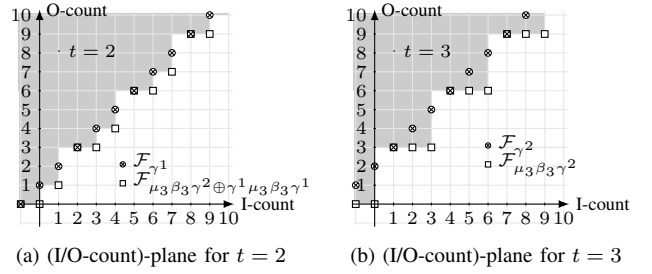 10 O-count
9
8
7
6
5
4
3
2
1
0
t = 2
ℱγ¹
ℱμ₃β₃γ²⊕γ¹μ₃β₃γ¹
I-count
1 2 3 4 5 6 7 8 9 10
(a) (I/O-count)-plane for t = 2
10 O-count
9
8
7
6
5
4
3
2
1
0
t = 3
ℱγ²
ℱμ₃β₃γ²
I-count
1 2 3 4 5 6 7 8 9 10
(b) (I/O-count)-plane for t = 3